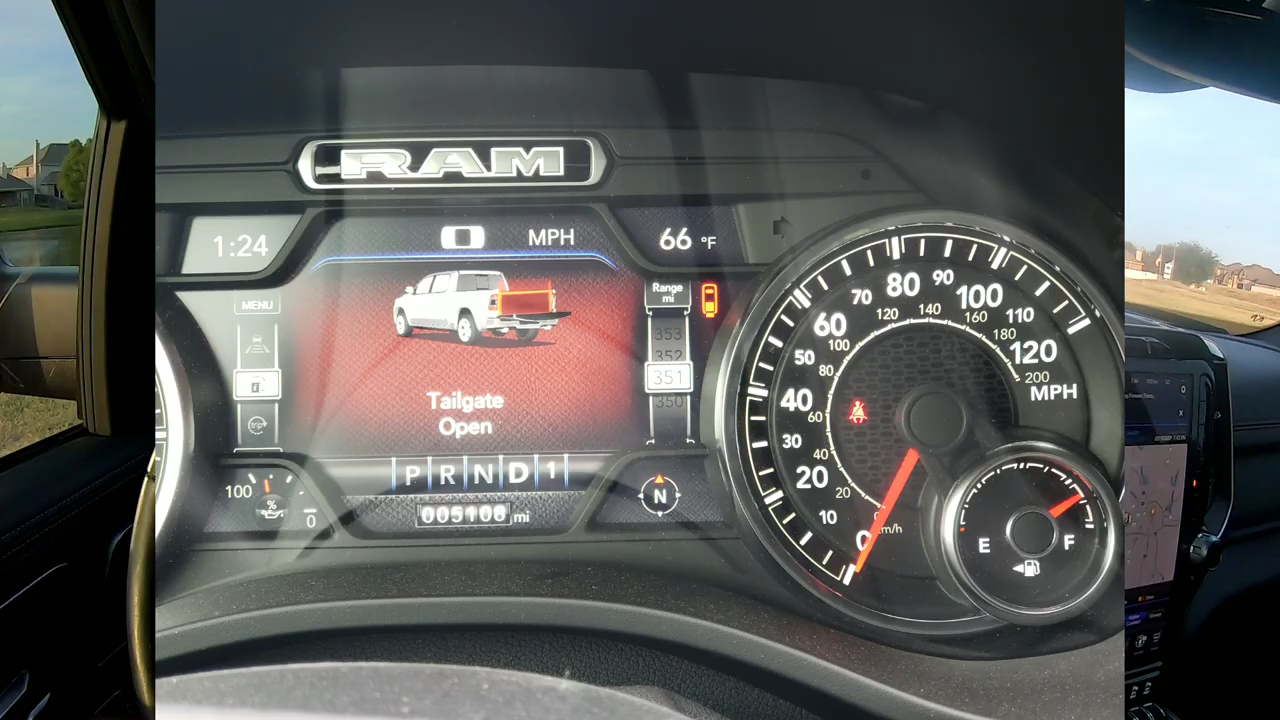 RAM
1:24
MPH
66 °F
MENU
Range
mi
353
352
351
350
trip
Tailgate
Open
P R N D 1
100
%
0
005108 mi
N
0
10
20
30
40
50
60
70
80
90
100
110
120
MPH
20
40
60
80
100
120
140
160
180
200
E
F